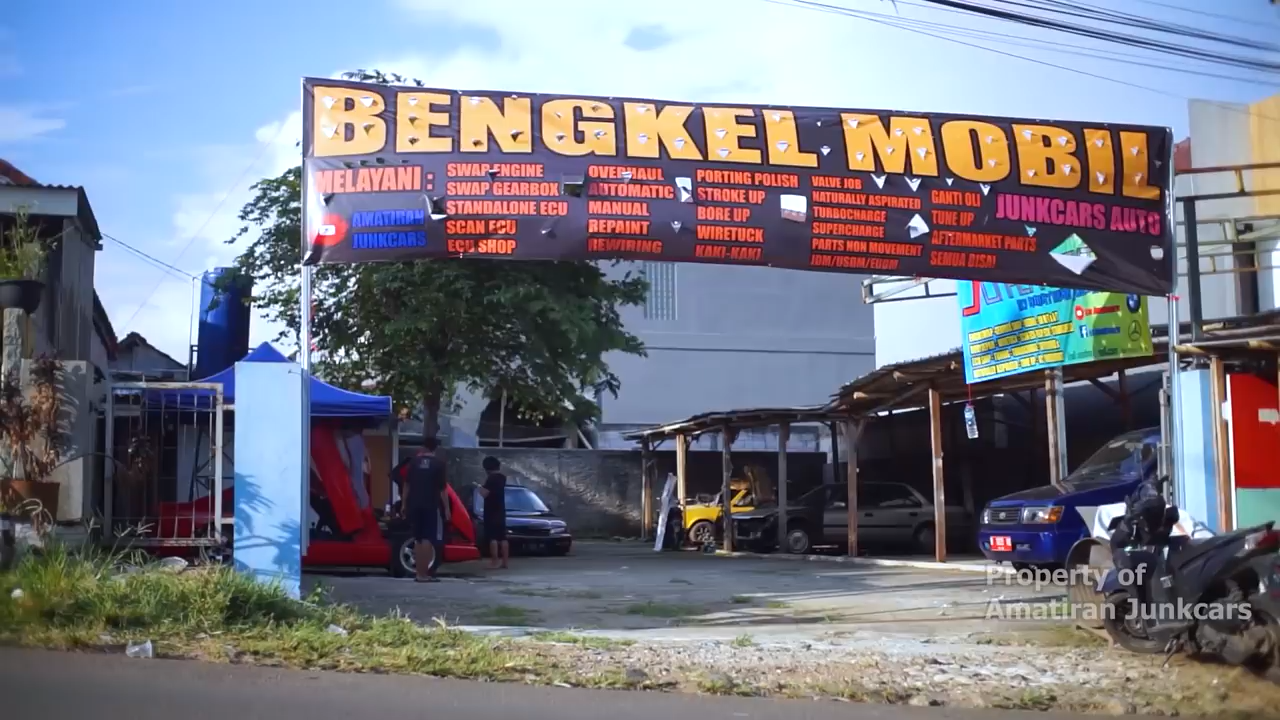 BENGKEL MOBIL
MELAYANI :
AMATIRAN
JUNKCARS
SWAP ENGINE
SWAP GEARBOX
STANDALONE ECU
SCAN ECU
ECU SHOP
OVERHAUL
AUTOMATIC
MANUAL
REPAINT
REWIRING
PORTING POLISH
STROKE UP
BORE UP
WIRETUCK
KAKI-KAKI
VALVE JOB
NATURALLY ASPIRATED
TURBOCHARGE
SUPERCHARGE
PARTS NON MOVEMENT
JDM/USDM/EUDM
GANTI OLI
TUNE UP
AFTERMARKET PARTS
SEMUA BISA!
JUNKCARS AUTO
Property of
Amatiran Junkcars